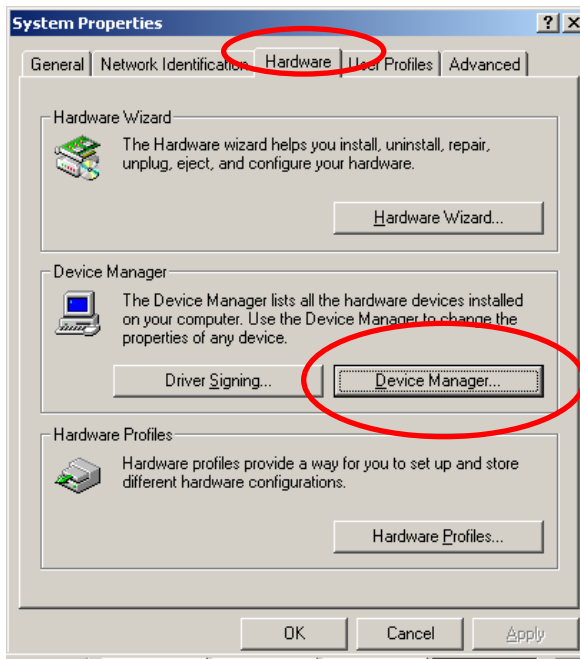 System Properties
General Network Identification Hardware User Profiles Advanced
Hardware Wizard
The Hardware wizard helps you install, uninstall, repair,
unplug, eject, and configure your hardware.
Hardware Wizard...
Device Manager
The Device Manager lists all the hardware devices installed
on your computer. Use the Device Manager to change the
properties of any device.
Driver Signing... Device Manager...
Hardware Profiles
Hardware profiles provide a way for you to set up and store
different hardware configurations.
Hardware Profiles...
OK Cancel Apply